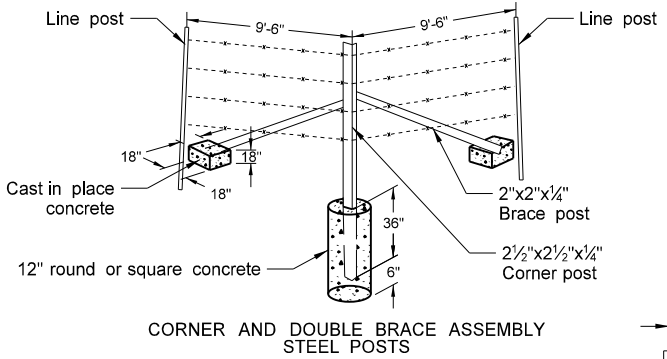 Line post
9'-6"
9'-6"
Line post
18"
18"
18"
Cast in place
concrete
2"x2"x¼"
Brace post
36"
2½"x2½"x¼"
Corner post
12" round or square concrete
6"
CORNER AND DOUBLE BRACE ASSEMBLY
STEEL POSTS